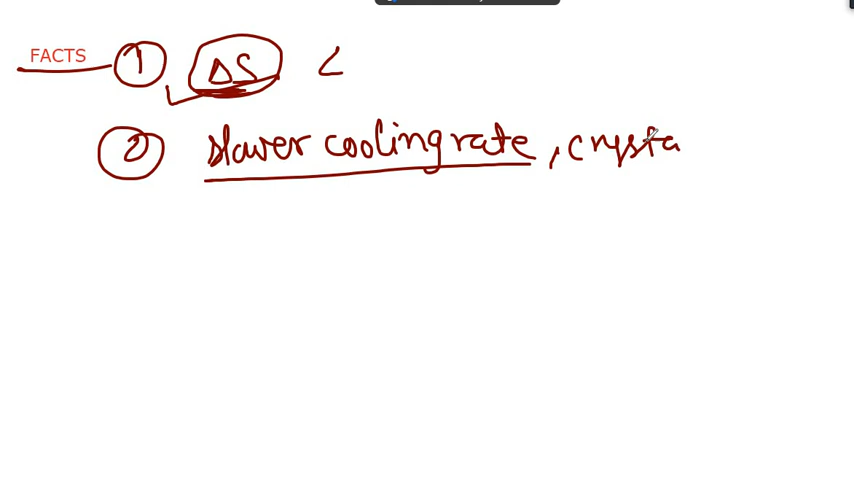 FACTS ① ΔS <
② slower cooling rate, crysta